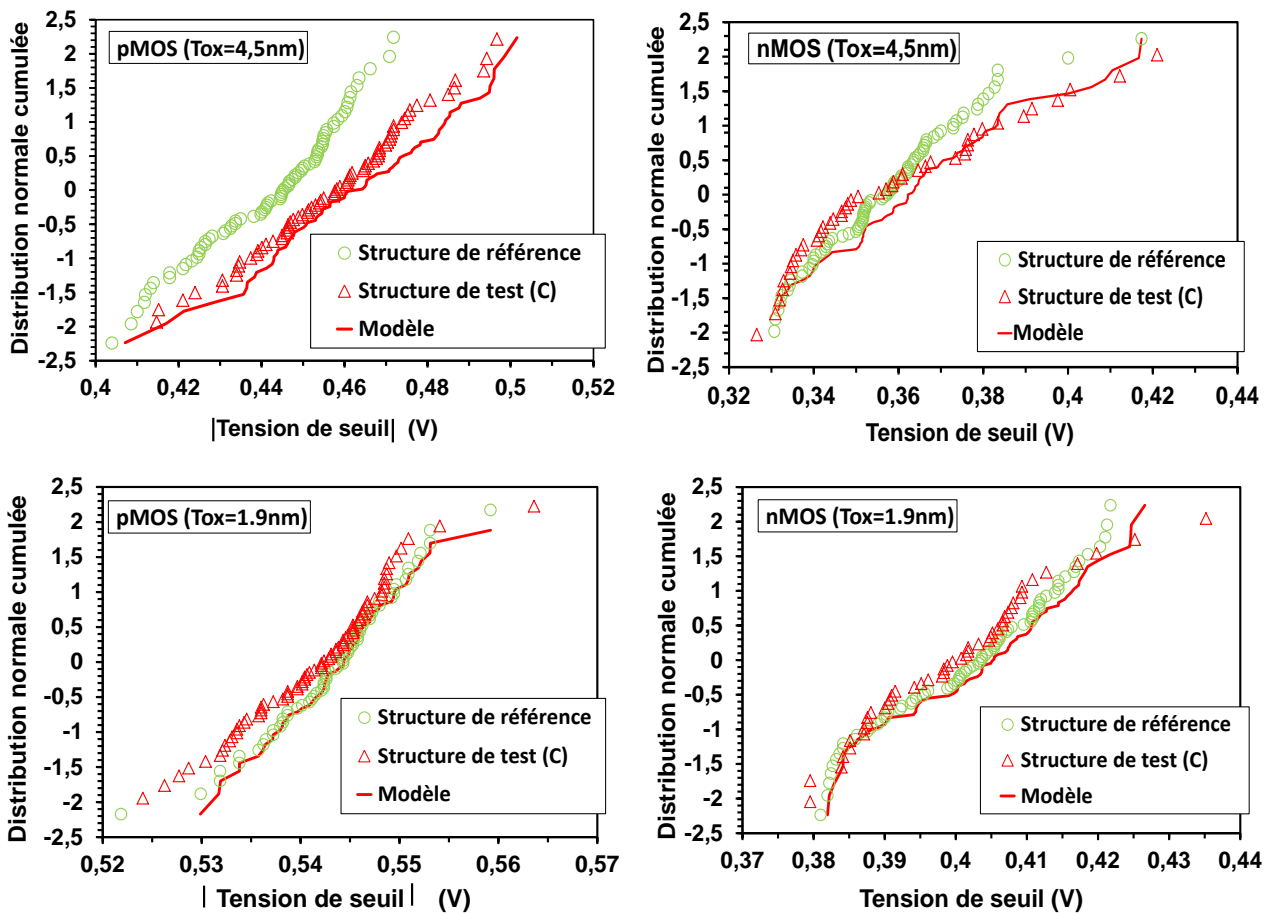 Distribution normale cumulée
2,5
2
1,5
1
0,5
0
-0,5
-1
-1,5
-2
-2,5
pMOS (Tox=4,5nm)
Structure de référence
Structure de test (C)
Modèle
0,4 0,42 0,44 0,46 0,48 0,5 0,52
|Tension de seuil| (V)
Distribution normale cumulée
2,5
2
1,5
1
0,5
0
-0,5
-1
-1,5
-2
-2,5
nMOS (Tox=4,5nm)
Structure de référence
Structure de test (C)
Modèle
0,32 0,34 0,36 0,38 0,4 0,42 0,44
Tension de seuil (V)
Distribution normale cumulée
2,5
2
1,5
1
0,5
0
-0,5
-1
-1,5
-2
-2,5
pMOS (Tox=1.9nm)
Structure de référence
Structure de test (C)
Modèle
0,52 0,53 0,54 0,55 0,56 0,57
| Tension de seuil | (V)
Distribution normale cumulée
2,5
2
1,5
1
0,5
0
-0,5
-1
-1,5
-2
-2,5
nMOS (Tox=1.9nm)
Structure de référence
Structure de test (C)
Modèle
0,37 0,38 0,39 0,4 0,41 0,42 0,43 0,44
Tension de seuil (V)